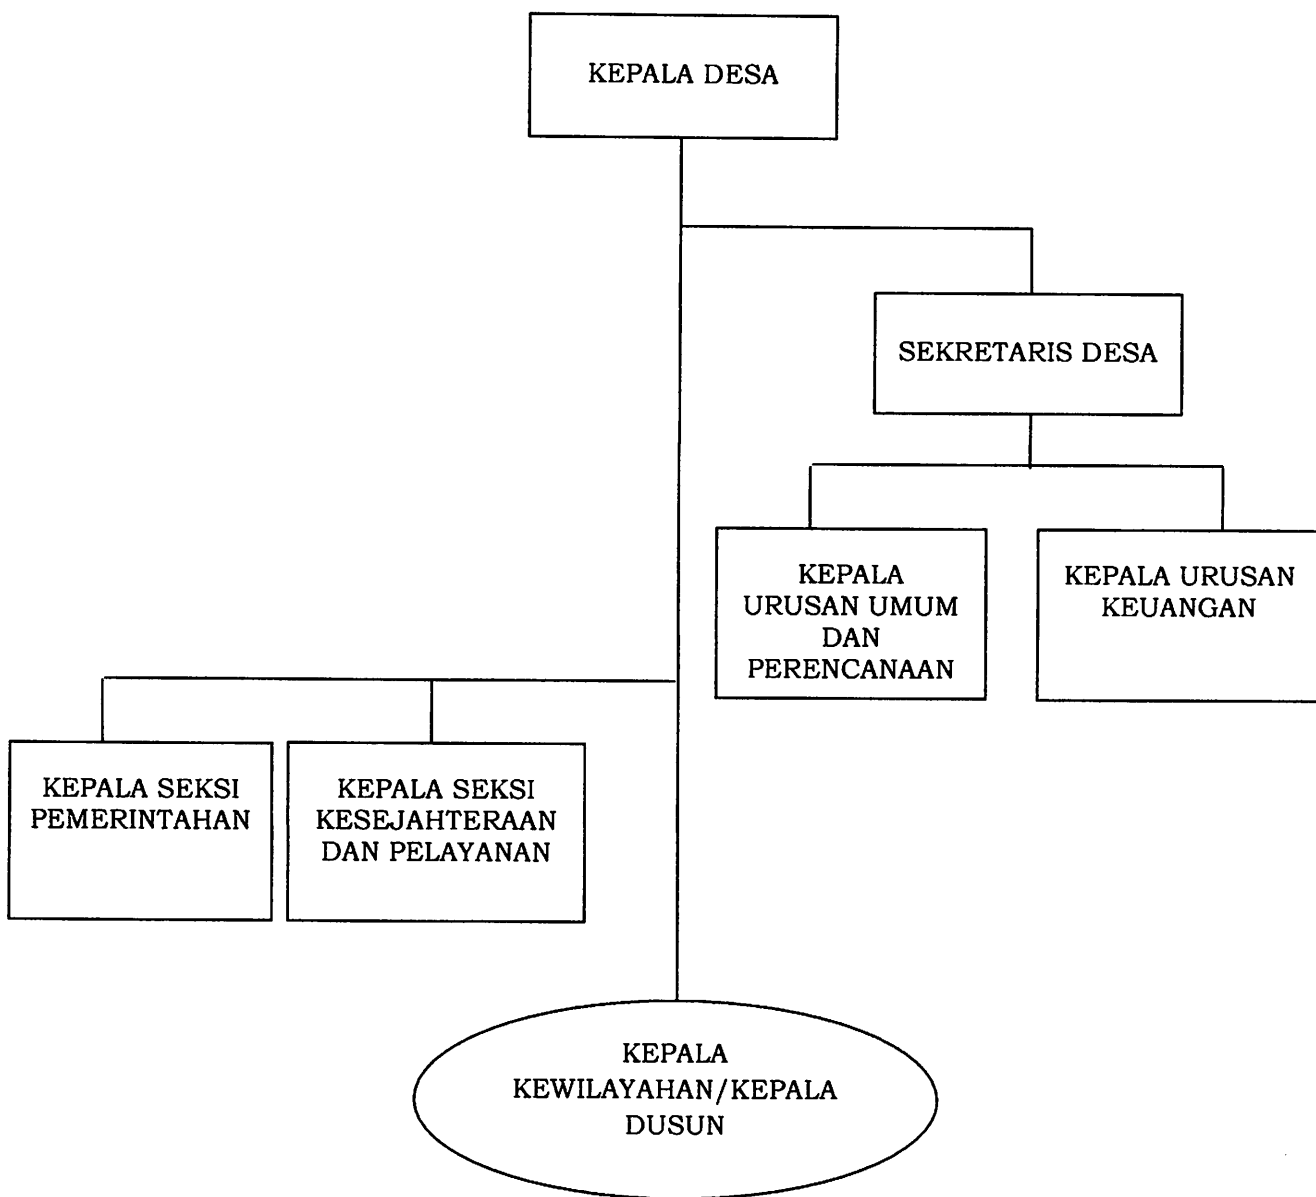 KEPALA DESA
SEKRETARIS DESA
KEPALA
URUSAN UMUM
DAN
PERENCANAAN
KEPALA URUSAN
KEUANGAN
KEPALA SEKSI
PEMERINTAHAN
KEPALA SEKSI
KESEJAHTERAAN
DAN PELAYANAN
KEPALA
KEWILAYAHAN/KEPALA
DUSUN